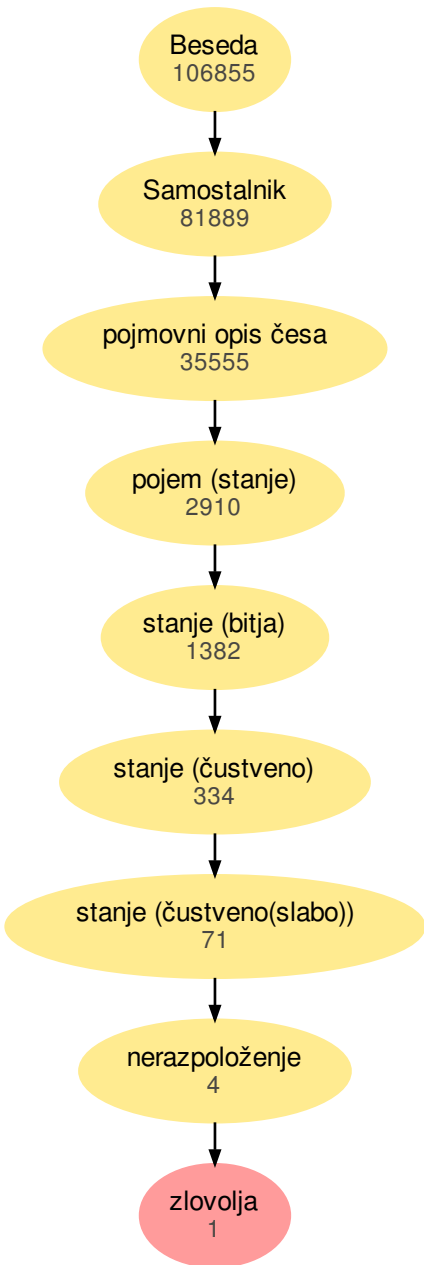 Beseda
106855
Samostalnik
81889
pojmovni opis česa
35555
pojem (stanje)
2910
stanje (bitja)
1382
stanje (čustveno)
334
stanje (čustveno(slabo))
71
nerazpoloženje
4
zlovolja
1